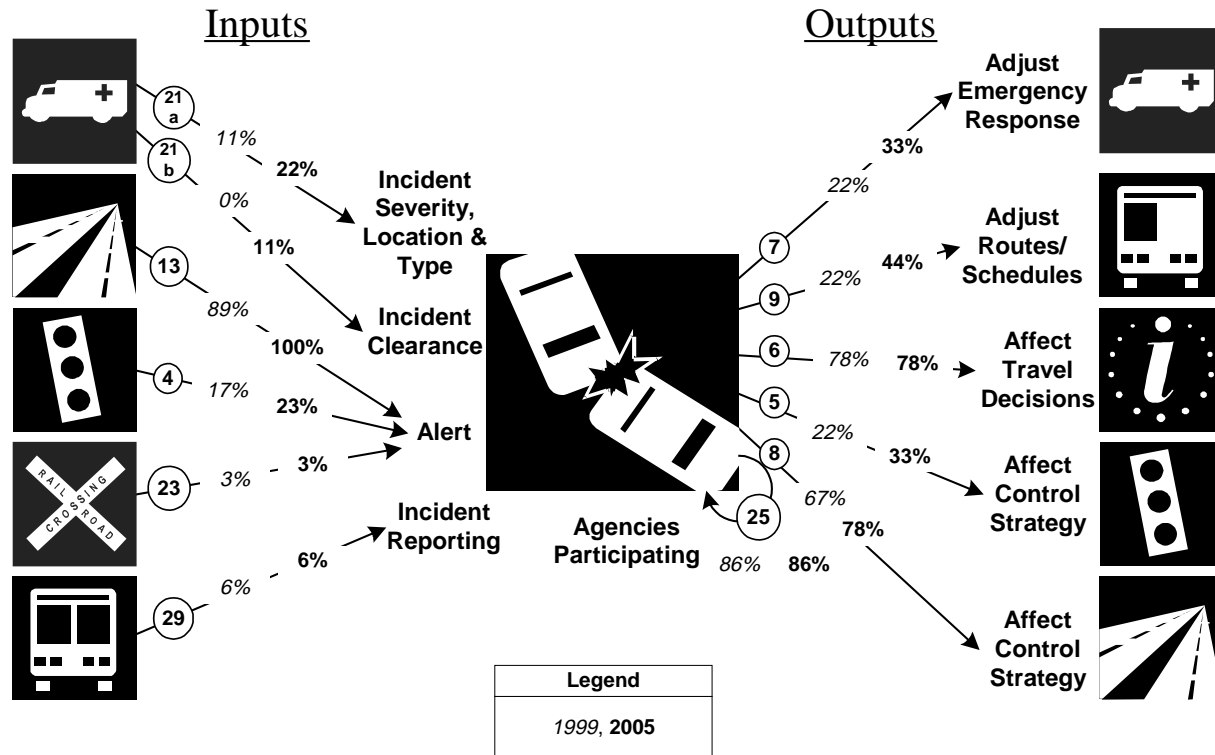 Inputs
Outputs
21
a
11%
22%
Incident
Severity,
Location &
Type
21
b
0%
11%
Incident
Clearance
13
89%
100%
4
17%
23%
Alert
RAIL
CROSSING
ROAD
23
3%
3%
29
6%
6%
Incident
Reporting
Agencies
Participating
25
86%
86%
7
22%
33%
Adjust
Emergency
Response
9
22%
44%
Adjust
Routes/
Schedules
6
78%
78%
Affect
Travel
Decisions
i
5
22%
33%
Affect
Control
Strategy
8
67%
78%
Affect
Control
Strategy
Legend
1999, 2005